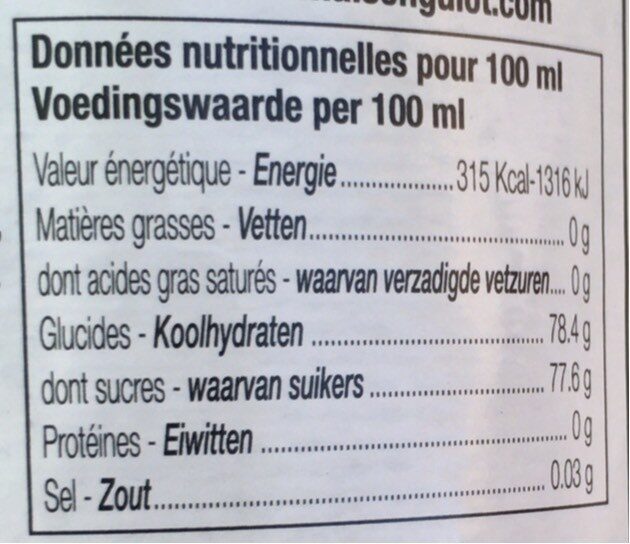 Données nutritionnelles pour 100 ml
Voedingswaarde per 100 ml
Valeur énergétique - Energie..................315 Kcal-1316 kJ
Matières grasses - Vetten.......................................... 0 g
dont acides gras saturés - waarvan verzadigde vetzuren.... 0 g
Glucides - Koolhydraten ...................................... 78.4 g
dont sucres - waarvan suikers ............................. 77.6 g
Protéines - Eiwitten .................................................. 0 g
Sel - Zout................................................................ 0.03 g